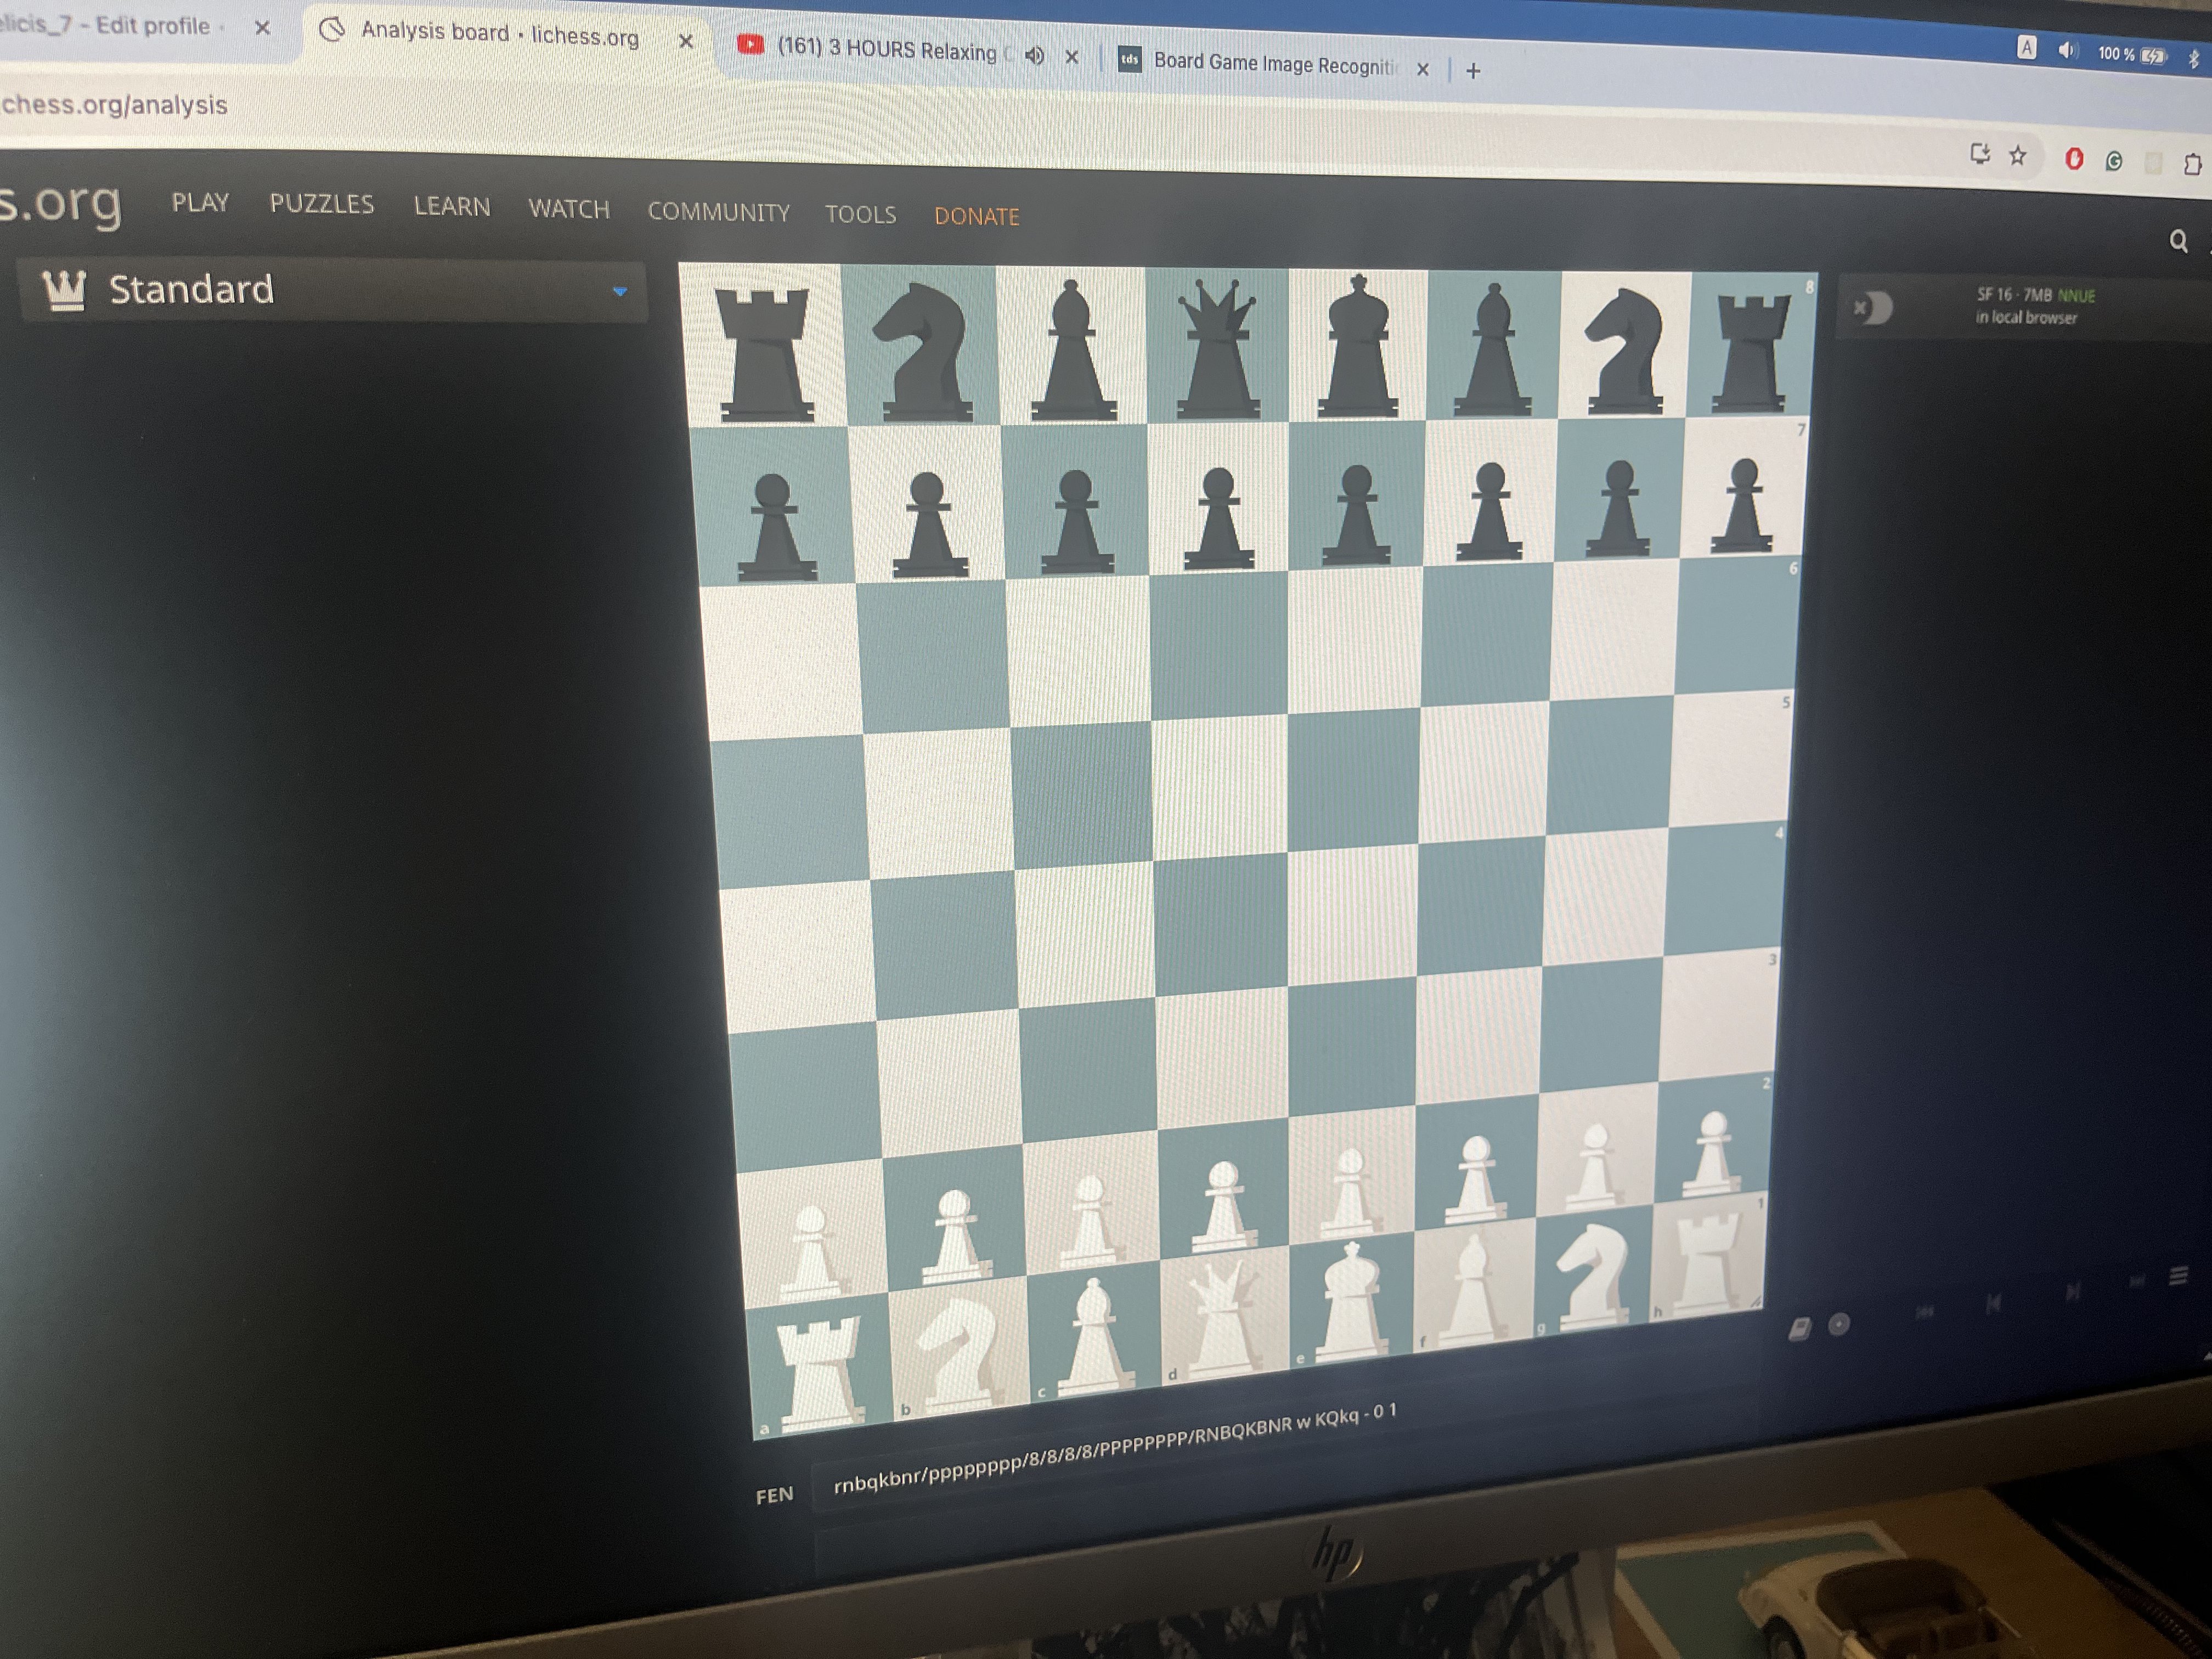 elicis_7 - Edit profile
Analysis board • lichess.org
(161) 3 HOURS Relaxing
tds
Board Game Image Recogniti
A
100 %
chess.org/analysis
s.org
PLAY
PUZZLES
LEARN
WATCH
COMMUNITY
TOOLS
DONATE
Standard
SF 16 - 7MB NNUE
in local browser
8
7
6
5
4
3
2
1
a
b
c
d
e
f
g
h
FEN
rnbqkbnr/pppppppp/8/8/8/8/PPPPPPPP/RNBQKBNR w KQkq - 0 1
hp